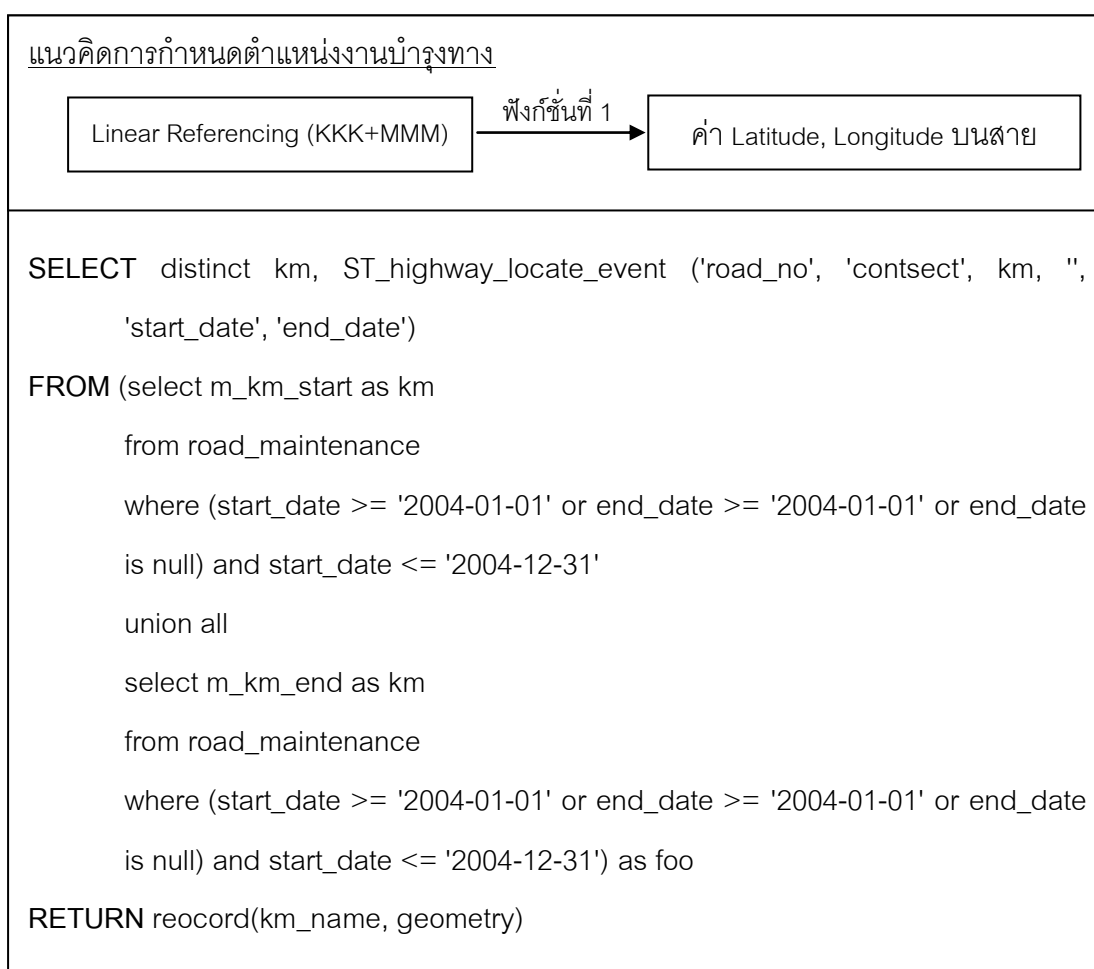 แนวคิดการกำหนดตำแหน่งงานบำรุงทาง
Linear Referencing (KKK+MMM)
ฟังก์ชั่นที่ 1
ค่า Latitude, Longitude บนสาย
SELECT distinct km, ST_highway_locate_event ('road_no', 'contsect', km, '',
'start_date', 'end_date')
FROM (select m_km_start as km
from road_maintenance
where (start_date >= '2004-01-01' or end_date >= '2004-01-01' or end_date
is null) and start_date <= '2004-12-31'
union all
select m_km_end as km
from road_maintenance
where (start_date >= '2004-01-01' or end_date >= '2004-01-01' or end_date
is null) and start_date <= '2004-12-31') as foo
RETURN reocord(km_name, geometry)